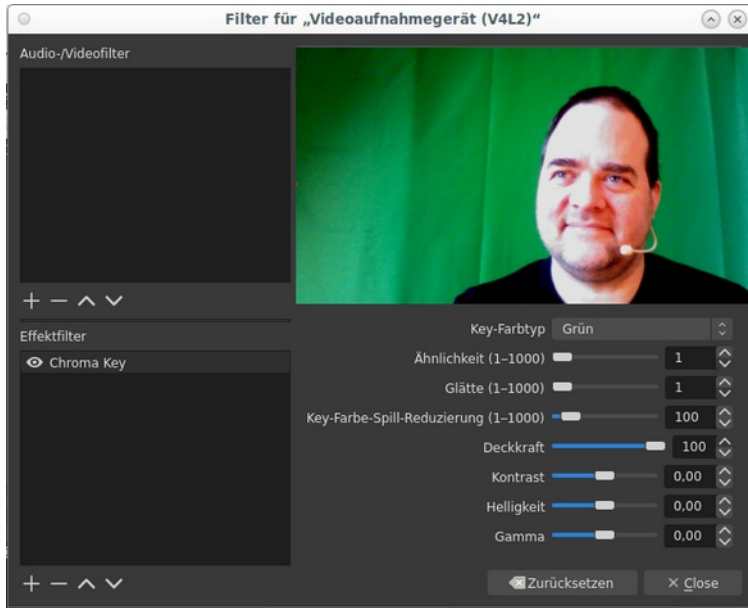 Filter für „Videoaufnahmegerät (V4L2)“
Audio-/Videofilter
Effektfilter
Chroma Key
Key-Farbtyp Grün
Ähnlichkeit (1–1000) 1
Glätte (1–1000) 1
Key-Farbe-Spill-Reduzierung (1–1000) 100
Deckkraft 100
Kontrast 0,00
Helligkeit 0,00
Gamma 0,00
Zurücksetzen Close